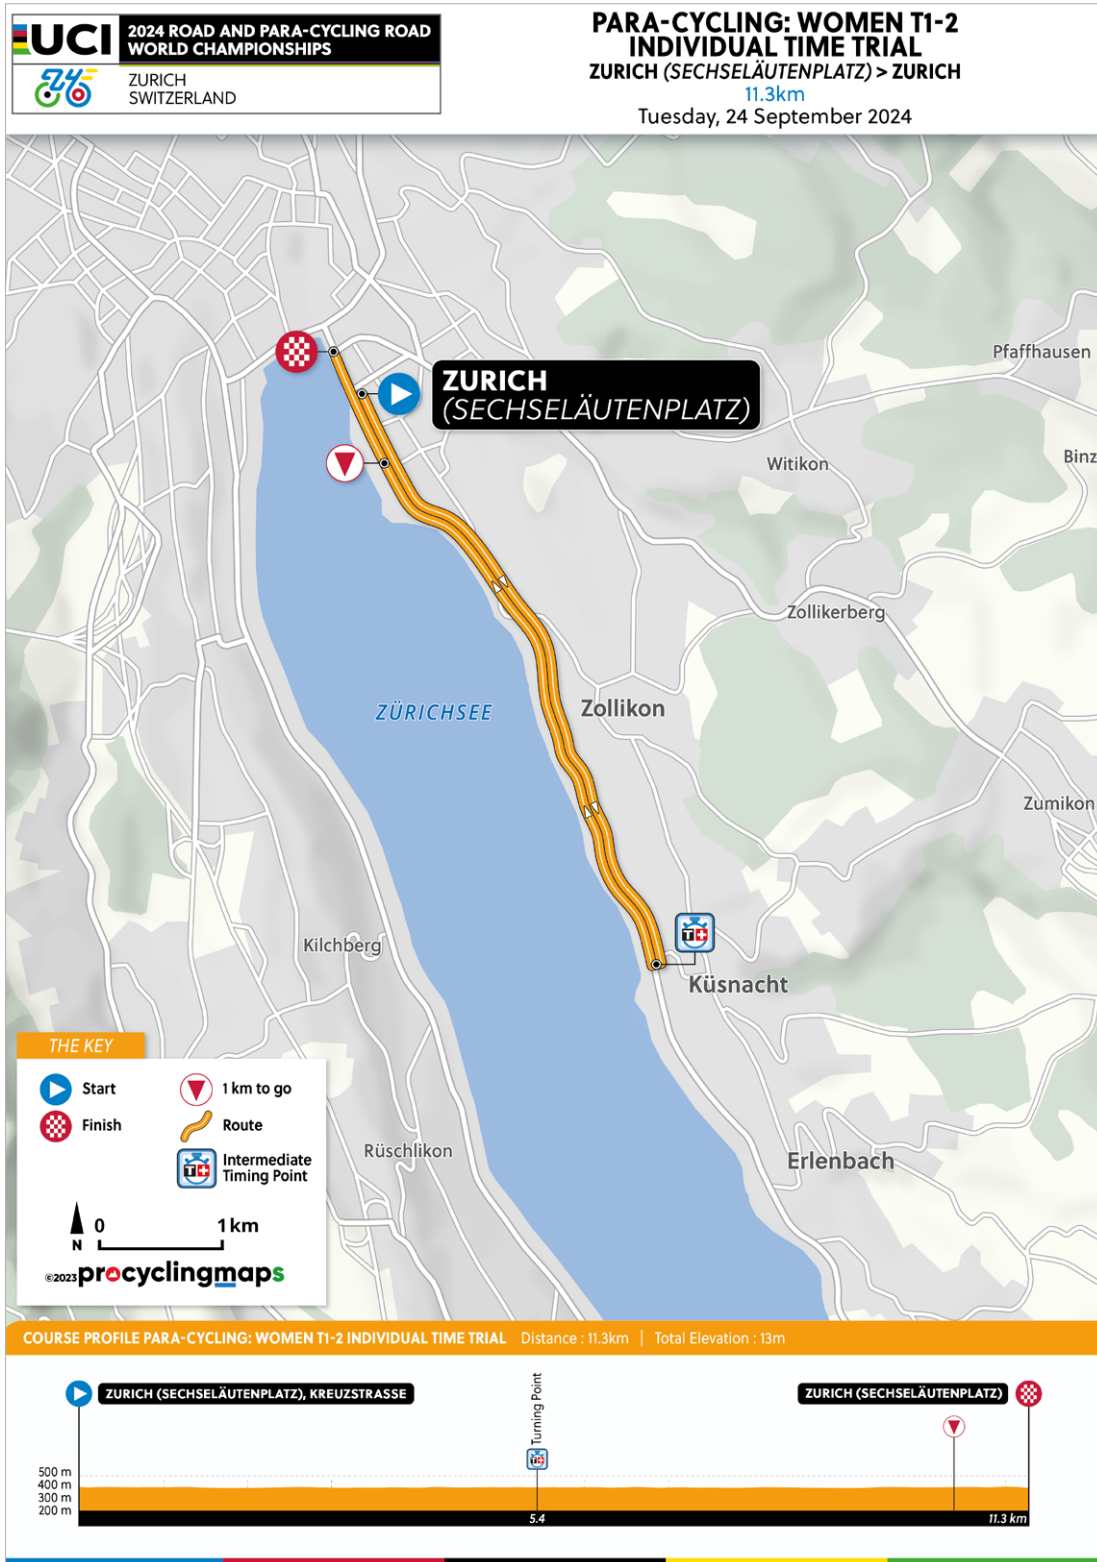 UCI
2024 ROAD AND PARA-CYCLING ROAD
WORLD CHAMPIONSHIPS
ZURICH
SWITZERLAND
PARA-CYCLING: WOMEN T1-2
INDIVIDUAL TIME TRIAL
ZURICH (SECHSELÄUTENPLATZ) > ZURICH
11.3km
Tuesday, 24 September 2024
Pfaffhausen
ZURICH
(SECHSELÄUTENPLATZ)
Witikon
Binz
Zollikerberg
ZÜRICHSEE
Zollikon
Zumikon
Kilchberg
Küsnacht
THE KEY
Start
1 km to go
Finish
Route
Intermediate
Timing Point
Rüschlikon
Erlenbach
N
0 1 km
©2023 procyclingmaps
COURSE PROFILE PARA-CYCLING: WOMEN T1-2 INDIVIDUAL TIME TRIAL Distance : 11.3km | Total Elevation : 13m
ZURICH (SECHSELÄUTENPLATZ), KREUZSTRASSE
Turning Point
ZURICH (SECHSELÄUTENPLATZ)
500 m
400 m
300 m
200 m
5.4
11.3 km